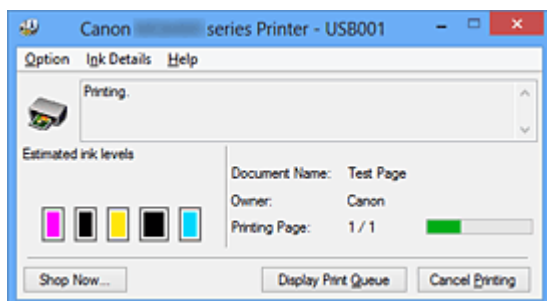 Canon series Printer - USB001
Option Ink Details Help
Printing.
Estimated ink levels
Document Name: Test Page
Owner: Canon
Printing Page: 1 / 1
Shop Now... Display Print Queue Cancel Printing